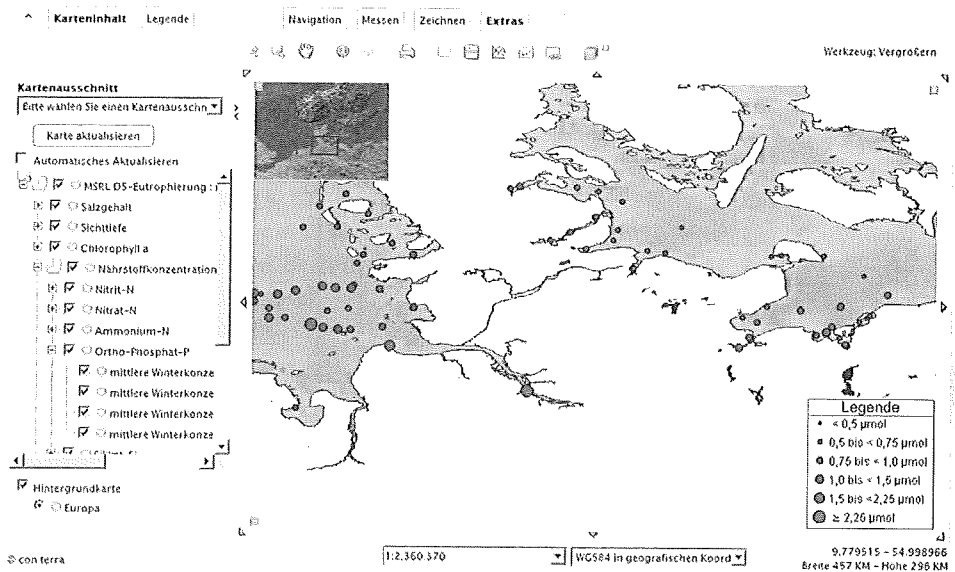 Karteninhalt Legende Navigation Messen Zeichnen Extras
Werkzeug: Vergrößern
Kartenausschnitt
Bitte wählen Sie einen Kartenausschn
Karte aktualisieren
Automatisches Aktualisieren
MSRL D5-Eutrophierung :
Salzgehalt
Sichttiefe
Chlorophyll a
Nährstoffkonzentration
Nitrit-N
Nitrat-N
Ammonium-N
Ortho-Phosphat-P
mittlere Winterkonze
mittlere Winterkonze
mittlere Winterkonze
mittlere Winterkonze
Hintergrundkarte
Europa
Legende
< 0,5 µmol
0,5 bis < 0,75 µmol
0,75 bis < 1,0 µmol
1,0 bis < 1,5 µmol
1,5 bis <2,25 µmol
≥ 2,25 µmol
© con terra
1:2,360,370
WGS84 in geografischen Koord
9.779515 - 54.998966
Breite 457 KM - Höhe 296 KM